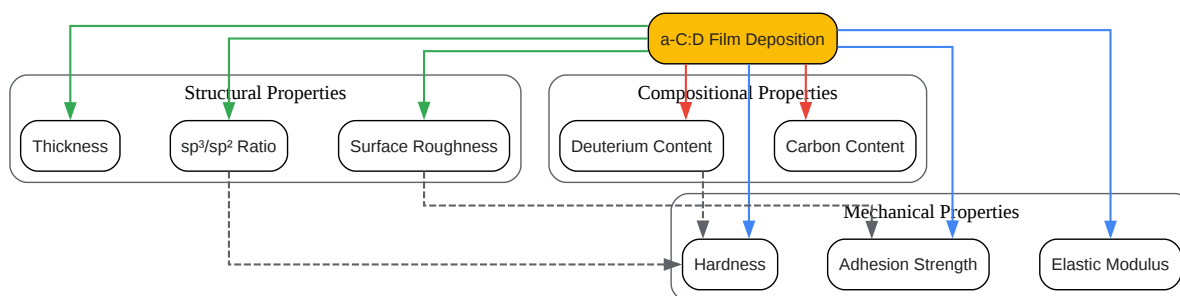 a-C:D Film Deposition
Structural Properties
Compositional Properties
Thickness
sp³/sp² Ratio
Surface Roughness
Deuterium Content
Carbon Content
Mechanical Properties
Hardness
Adhesion Strength
Elastic Modulus